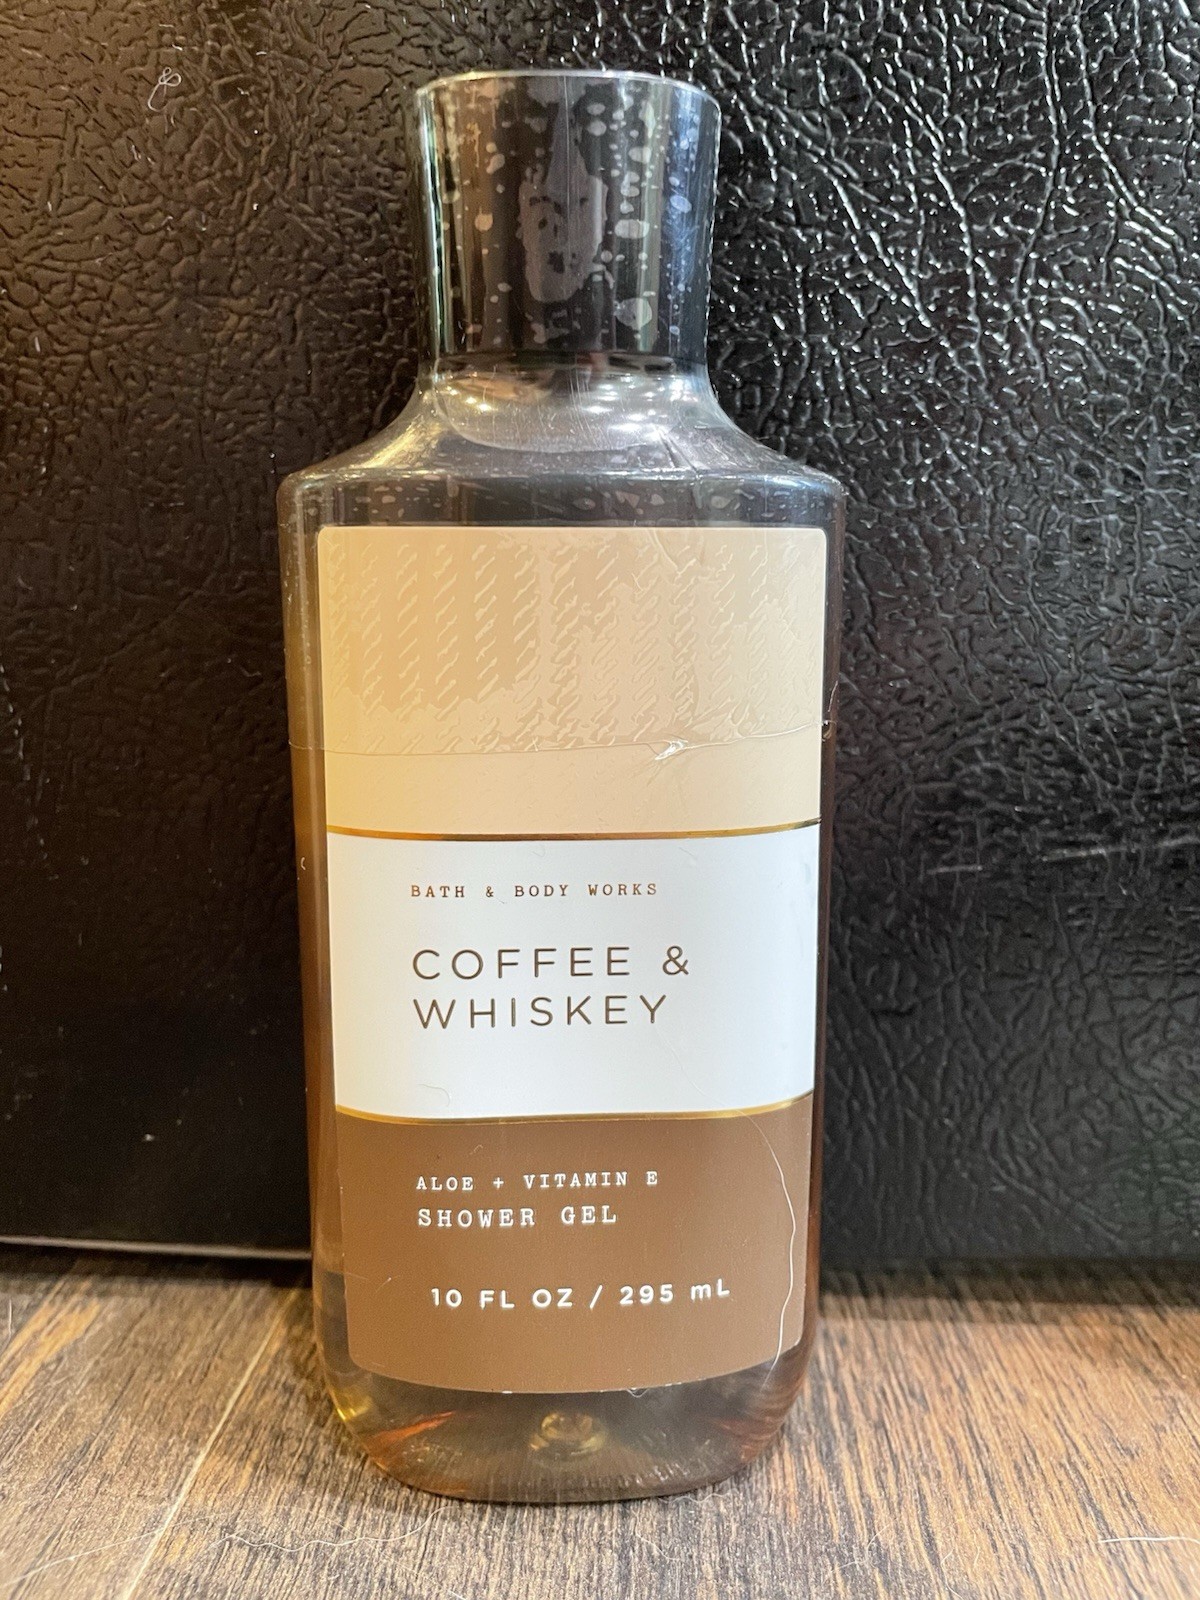 BATH & BODY WORKS
COFFEE &
WHISKEY
ALOE + VITAMIN E
SHOWER GEL
10 FL OZ / 295 mL